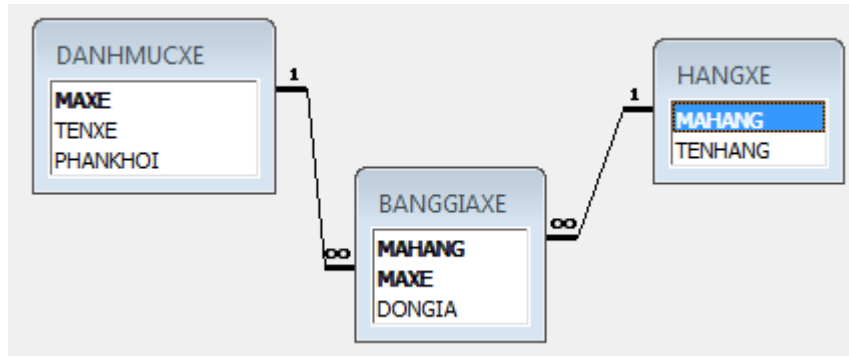 DANHMUCXE
MAXE
TENXE
PHANKHOI
1
∞
BANGGIAXE
MAHANG
MAXE
DONGIA
∞
1
HANGXE
MAHANG
TENHANG